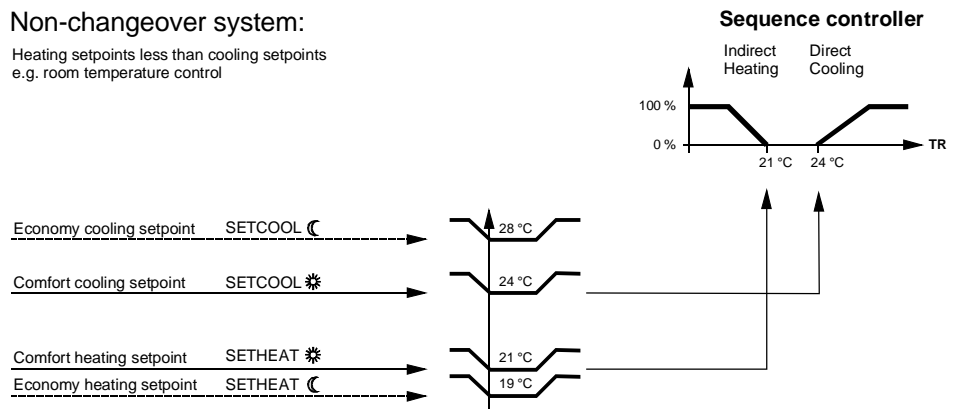 Non-changeover system:
Heating setpoints less than cooling setpoints
e.g. room temperature control
Sequence controller
Indirect Heating
Direct Cooling
100 %
0 %
TR
21 °C
24 °C
Economy cooling setpoint SETCOOL ☾
28 °C
Comfort cooling setpoint SETCOOL ☼
24 °C
Comfort heating setpoint SETHEAT ☼
21 °C
Economy heating setpoint SETHEAT ☾
19 °C